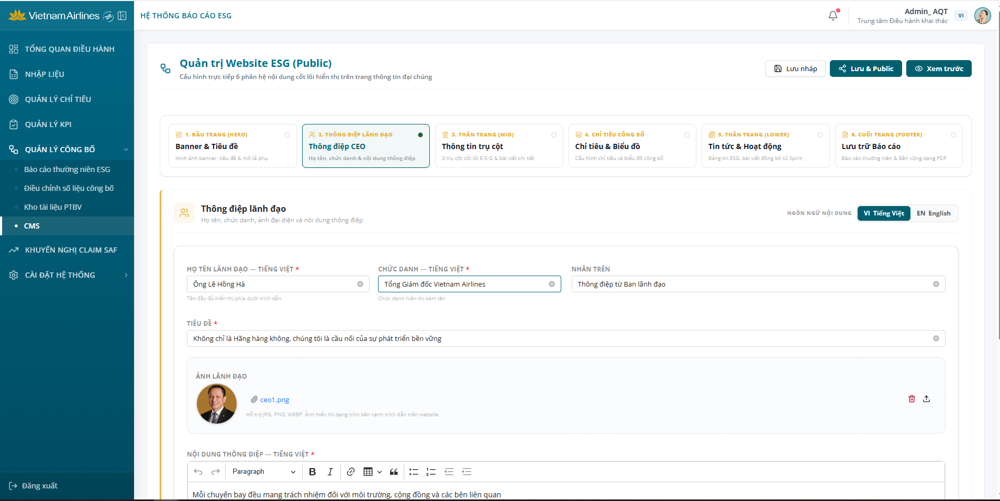 Vietnam Airlines
HỆ THỐNG BÁO CÁO ESG
Admin_ AQT
Trung tâm Điều hành khai thác
VI
TỔNG QUAN ĐIỀU HÀNH
NHẬP LIỆU
QUẢN LÝ CHỈ TIÊU
QUẢN LÝ KPI
QUẢN LÝ CÔNG BỐ
Báo cáo thường niên ESG
Điều chỉnh số liệu công bố
Kho tài liệu PTBV
CMS
KHUYẾN NGHỊ CLAIM SAF
CÀI ĐẶT HỆ THỐNG
Đăng xuất
Quản trị Website ESG (Public)
Cấu hình trực tiếp 6 phân hệ nội dung cốt lõi hiển thị trên trang thông tin đại chúng
Lưu nháp
Lưu & Public
Xem trước
1. ĐẦU TRANG (HERO)
Banner & Tiêu đề
Hình ảnh banner, tiêu đề & mô tả phụ
2. THÔNG ĐIỆP LÃNH ĐẠO
Thông điệp CEO
Họ tên, chức danh & nội dung thông điệp
3. THÂN TRANG (MID)
Thông tin trụ cột
3 trụ cột cốt lõi E-S-G & bài viết chi tiết
4. CHỈ TIÊU CÔNG BỐ
Chỉ tiêu & Biểu đồ
Cấu hình chỉ tiêu và biểu đồ công bố
5. THÂN TRANG (LOWER)
Tin tức & Hoạt động
Bảng tin ESG, bài viết đồng bộ từ Spirit
6. CUỐI TRANG (FOOTER)
Lưu trữ Báo cáo
Báo cáo thường niên & Bền vững dạng PDF
Thông điệp lãnh đạo
Họ tên, chức danh, ảnh đại diện và nội dung thông điệp
NGÔN NGỮ NỘI DUNG
VI Tiếng Việt
EN English
HỌ TÊN LÃNH ĐẠO — TIẾNG VIỆT *
Ông Lê Hồng Hà
Tên đầy đủ hiển thị phía dưới trích dẫn
CHỨC DANH — TIẾNG VIỆT *
Tổng Giám đốc Vietnam Airlines
Chức danh hiển thị kèm tên
NHÃN TRÊN
Thông điệp từ Ban lãnh đạo
TIÊU ĐỀ *
Không chỉ là Hãng hàng không, chúng tôi là cầu nối của sự phát triển bền vững
ẢNH LÃNH ĐẠO
ceo1.png
Hỗ trợ JPG, PNG, WEBP. Ảnh hiển thị dạng tròn bên cạnh trích dẫn trên website.
NỘI DUNG THÔNG ĐIỆP — TIẾNG VIỆT *
Paragraph
B I
Mỗi chuyến bay đều mang trách nhiệm đối với môi trường, cộng đồng và các bên liên quan